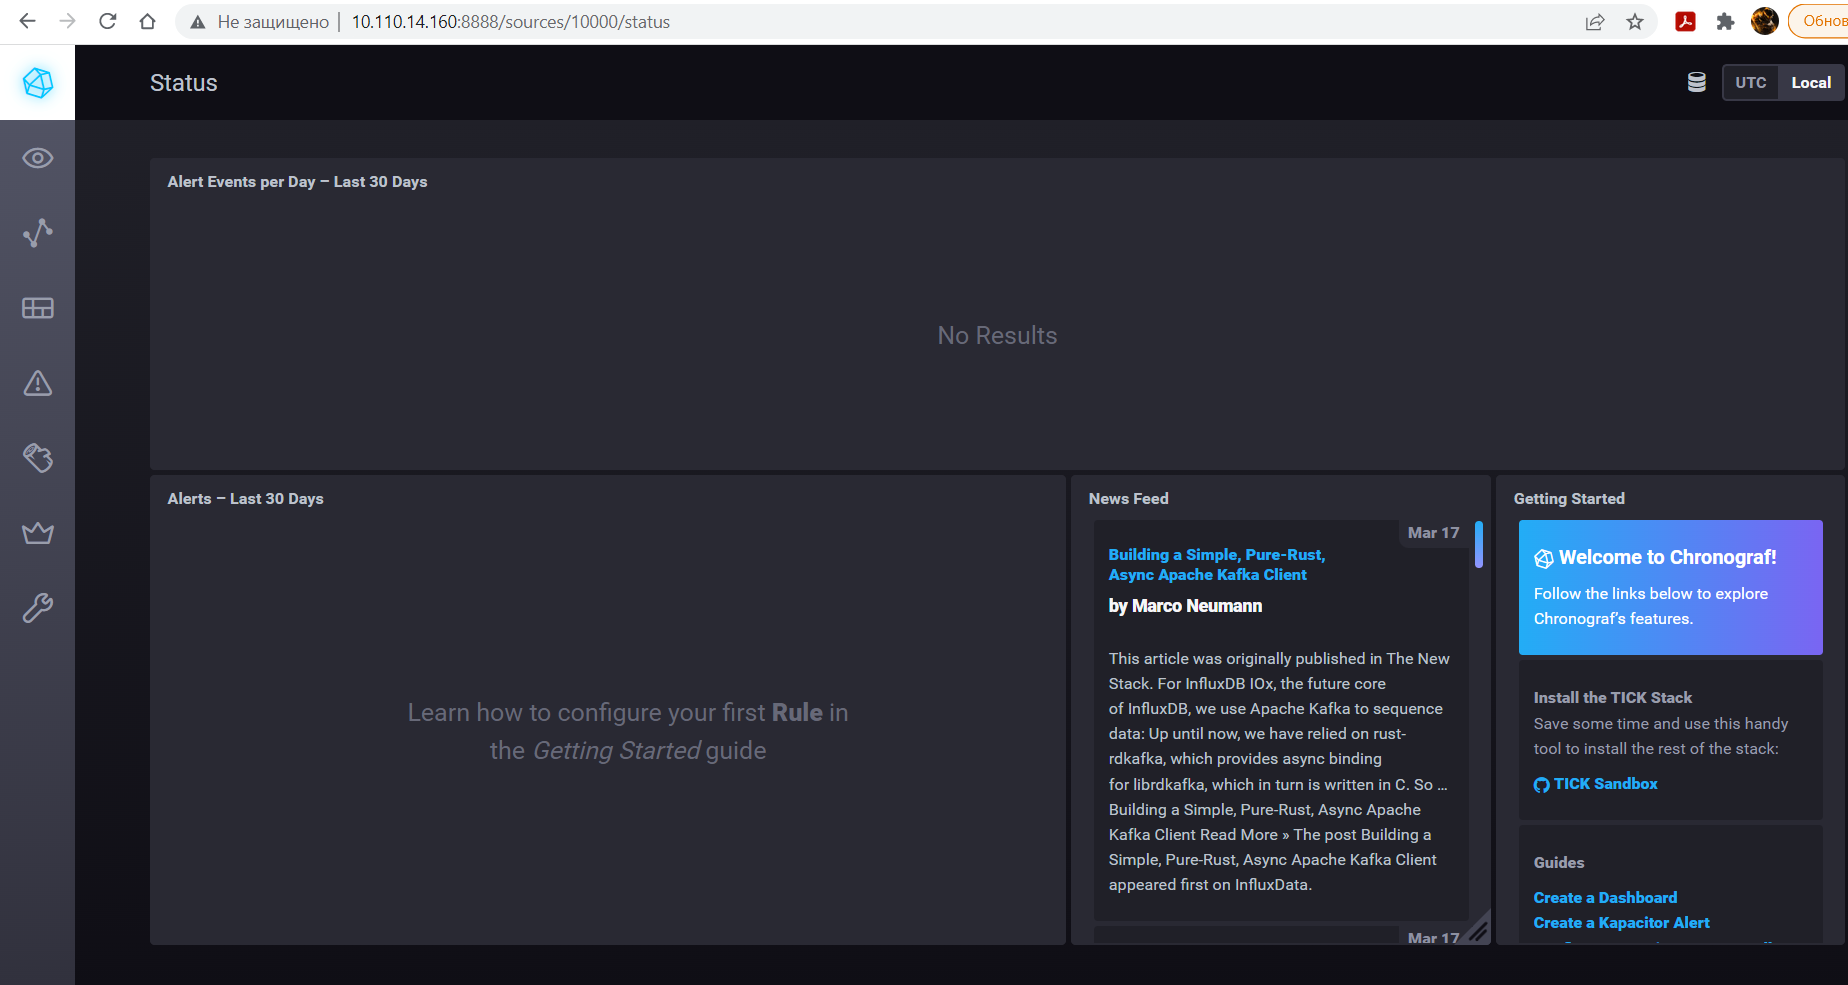 Не защищено | 10.110.14.160:8888/sources/10000/status
Обнов
Status
UTC
Local
Alert Events per Day – Last 30 Days
No Results
Alerts – Last 30 Days
Learn how to configure your first Rule in
the Getting Started guide
News Feed
Mar 17
Building a Simple, Pure-Rust,
Async Apache Kafka Client
by Marco Neumann
This article was originally published in The New
Stack. For InfluxDB IOx, the future core
of InfluxDB, we use Apache Kafka to sequence
data: Up until now, we have relied on rust-
rdkafka, which provides async binding
for librdkafka, which in turn is written in C. So ...
Building a Simple, Pure-Rust, Async Apache
Kafka Client Read More » The post Building a
Simple, Pure-Rust, Async Apache Kafka Client
appeared first on InfluxData.
Mar 17
Getting Started
Welcome to Chronograf!
Follow the links below to explore
Chronograf’s features.
Install the TICK Stack
Save some time and use this handy
tool to install the rest of the stack:
TICK Sandbox
Guides
Create a Dashboard
Create a Kapacitor Alert